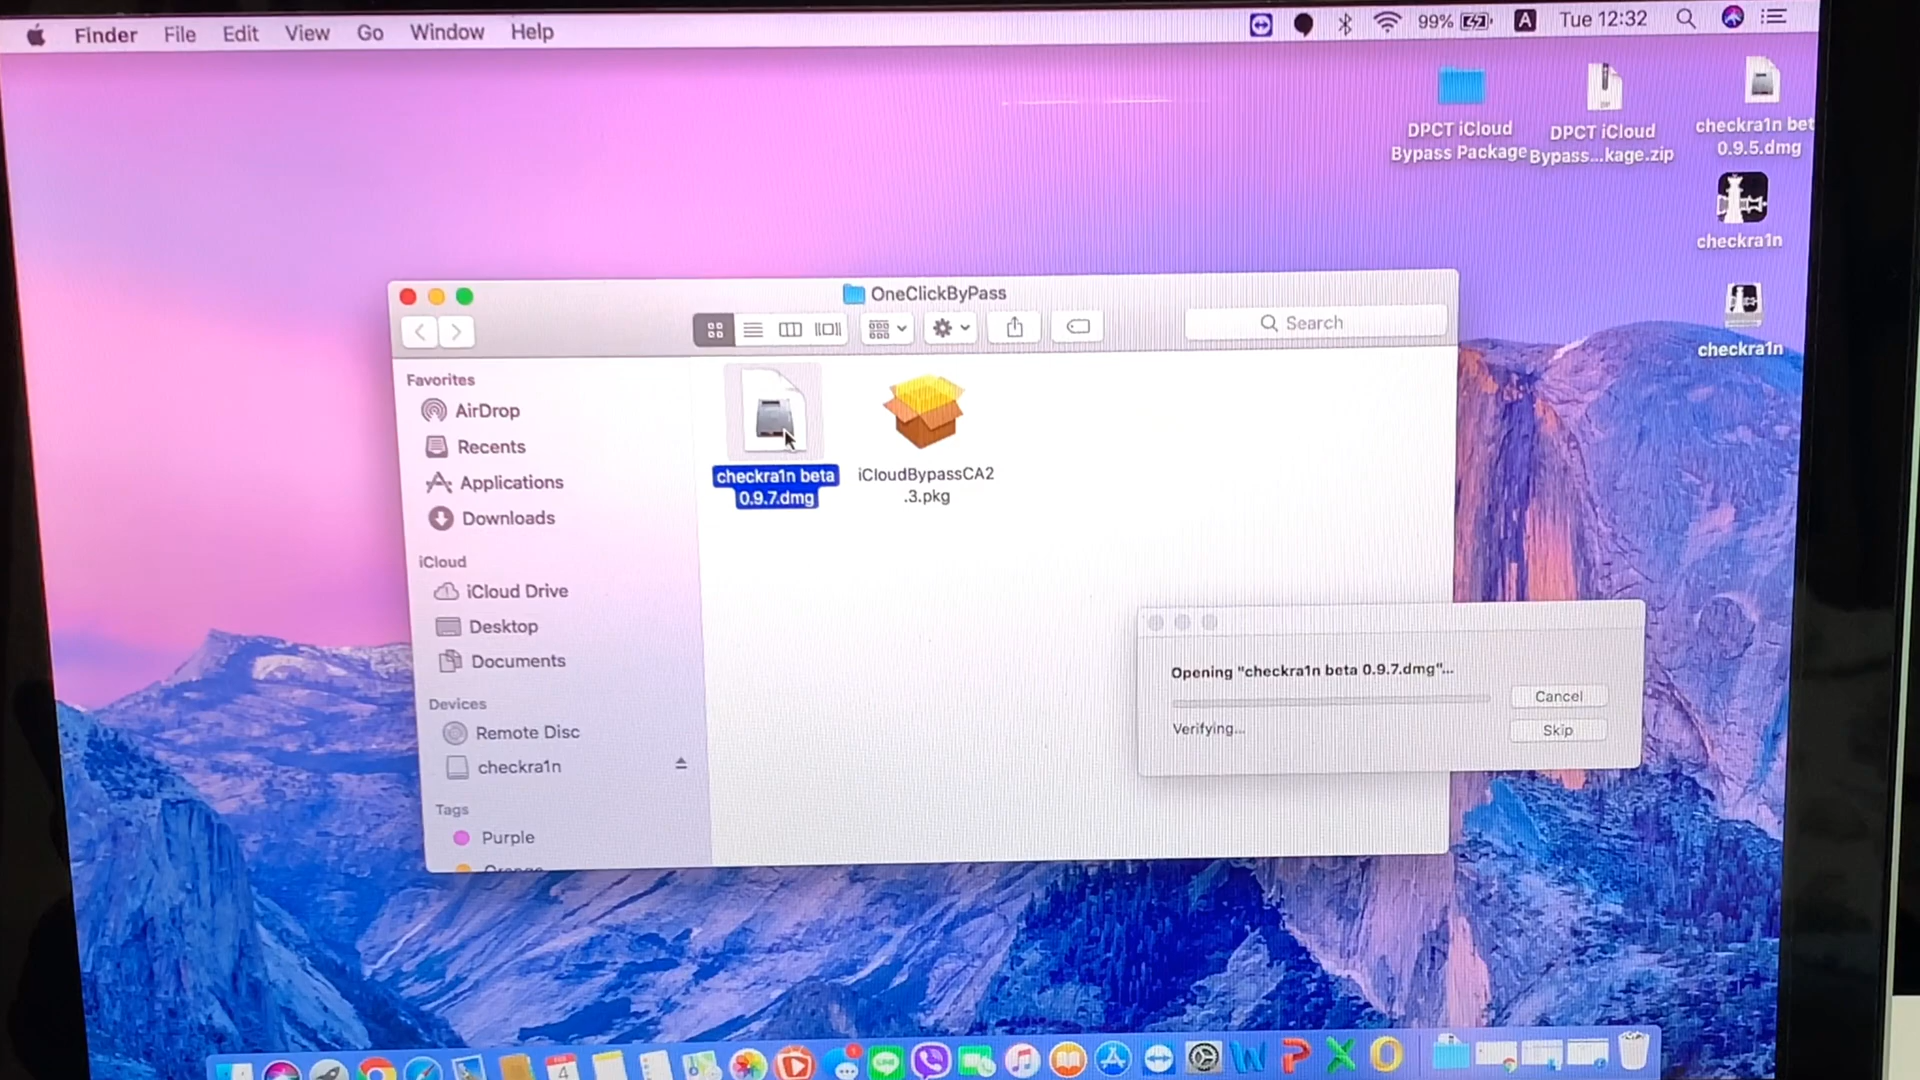 Finder File Edit View Go Window Help
99% A Tue 12:32
DPCT iCloud
Bypass Package
DPCT iCloud
Bypass...kage.zip
checkra1n bet
0.9.5.dmg
checkra1n
checkra1n
OneClickByPass
Search
Favorites
AirDrop
Recents
Applications
Downloads
iCloud
iCloud Drive
Desktop
Documents
Devices
Remote Disc
checkra1n
Tags
Purple
Orange
checkra1n beta
0.9.7.dmg
iCloudBypassCA2
.3.pkg
Opening "checkra1n beta 0.9.7.dmg"...
Cancel
Verifying...
Skip
4